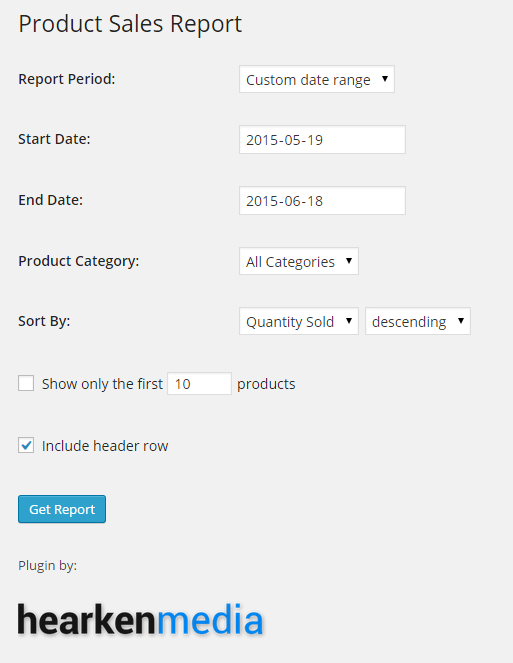 Product Sales Report
Report Period: Custom date range
Start Date: 2015-05-19
End Date: 2015-06-18
Product Category: All Categories
Sort By: Quantity Sold descending
Show only the first 10 products
Include header row
Get Report
Plugin by:
hearkenmedia